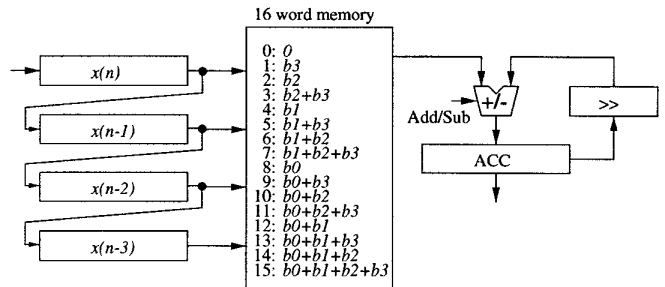 16 word memory
x(n)
x(n-1)
x(n-2)
x(n-3)
0: 0
1: b3
2: b2
3: b2+b3
4: b1
5: b1+b3
6: b1+b2
7: b1+b2+b3
8: b0
9: b0+b3
10: b0+b2
11: b0+b2+b3
12: b0+b1
13: b0+b1+b3
14: b0+b1+b2
15: b0+b1+b2+b3
+/-
Add/Sub
>>
ACC